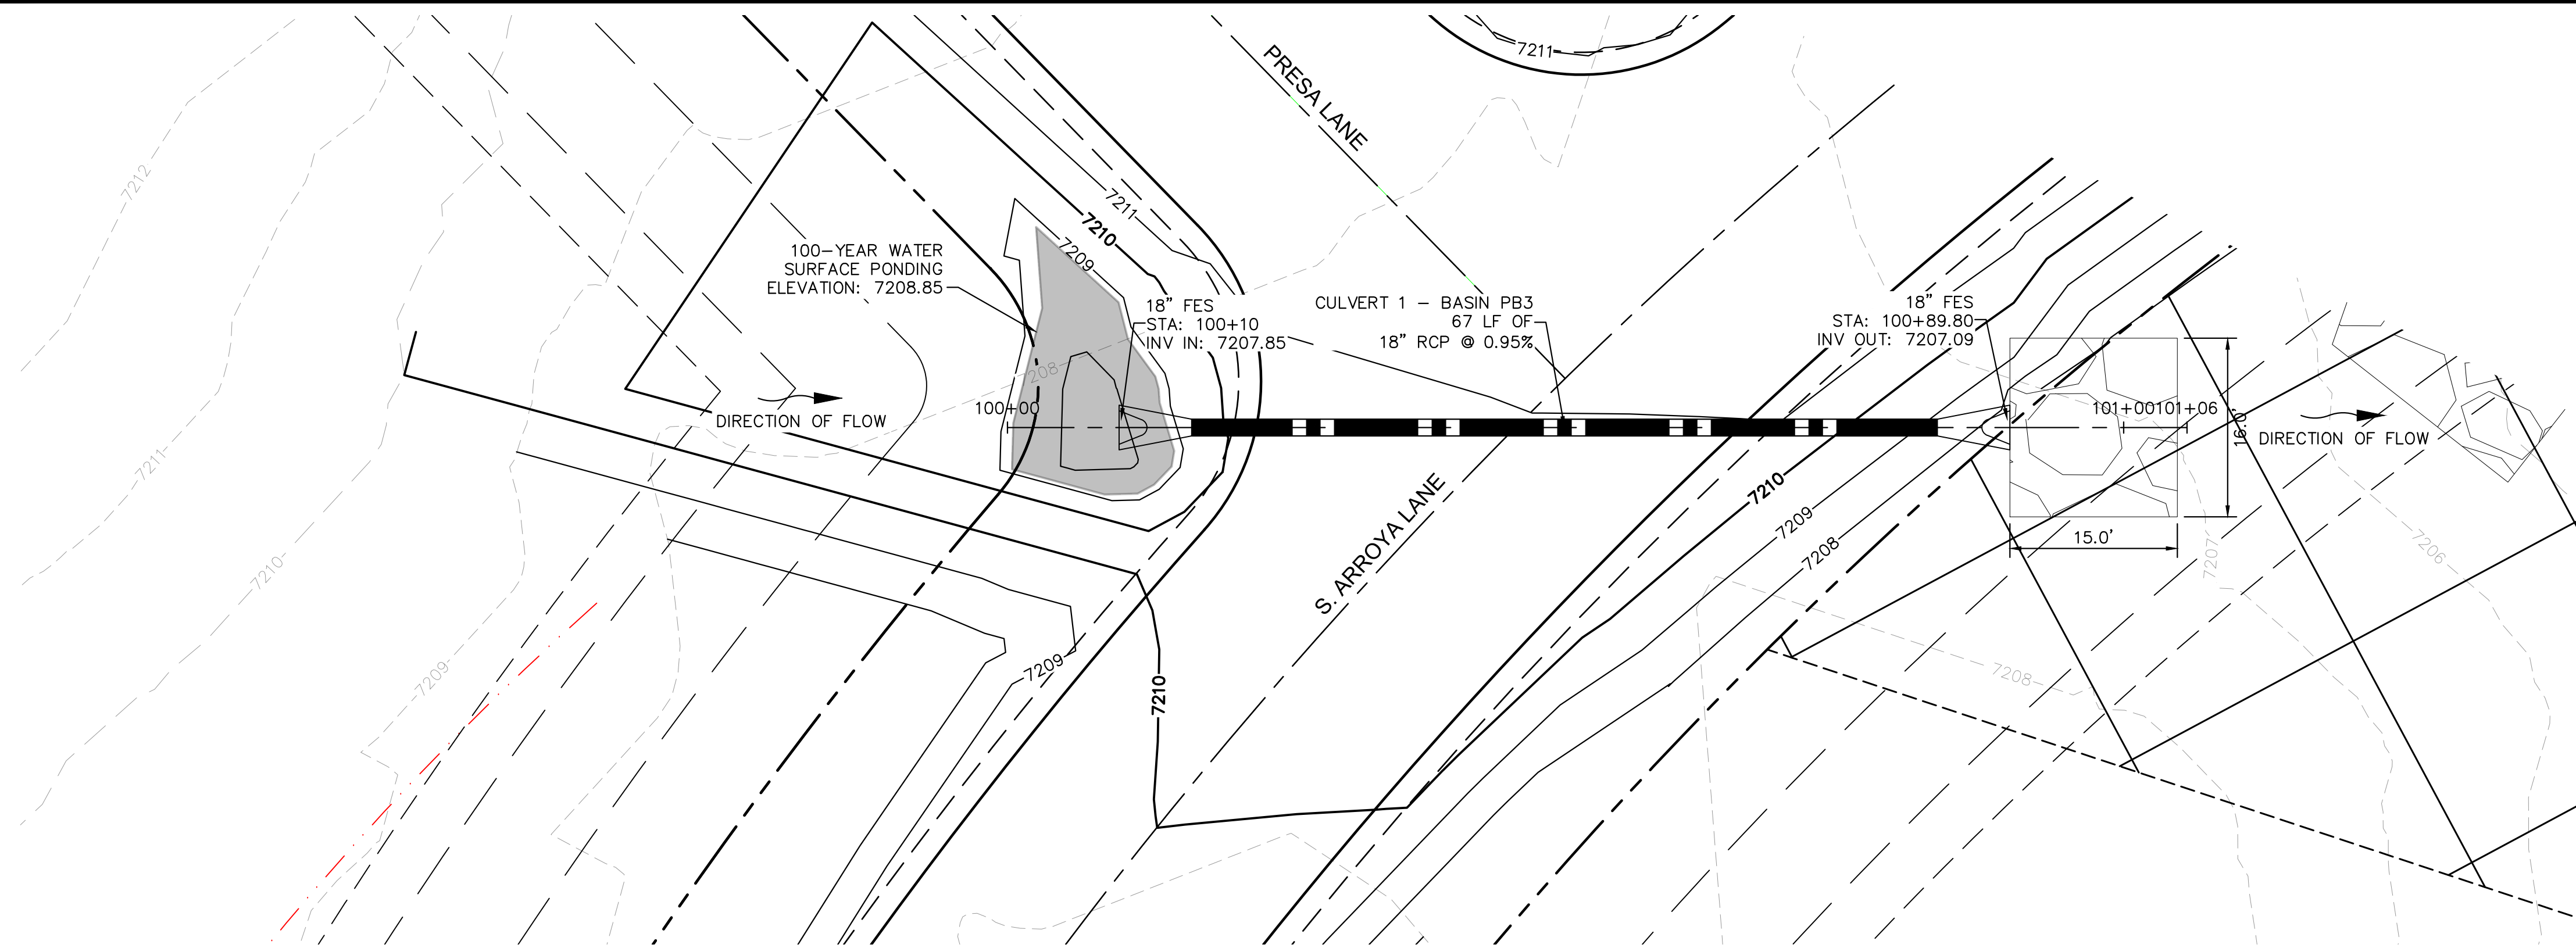 7211
PRESA LANE
7212
7211
7210
7209
100-YEAR WATER
SURFACE PONDING
ELEVATION: 7208.85
18" FES
STA: 100+10
INV IN: 7207.85
CULVERT 1 - BASIN PB3
67 LF OF
18" RCP @ 0.95%
18" FES
STA: 100+89.80
INV OUT: 7207.09
208
100+00
DIRECTION OF FLOW
101+00
101+06
16.0'
DIRECTION OF FLOW
7211
7210
7209
7208
15.0'
7207
7206
7210
S. ARROYA LANE
7209
7209
7208
7210